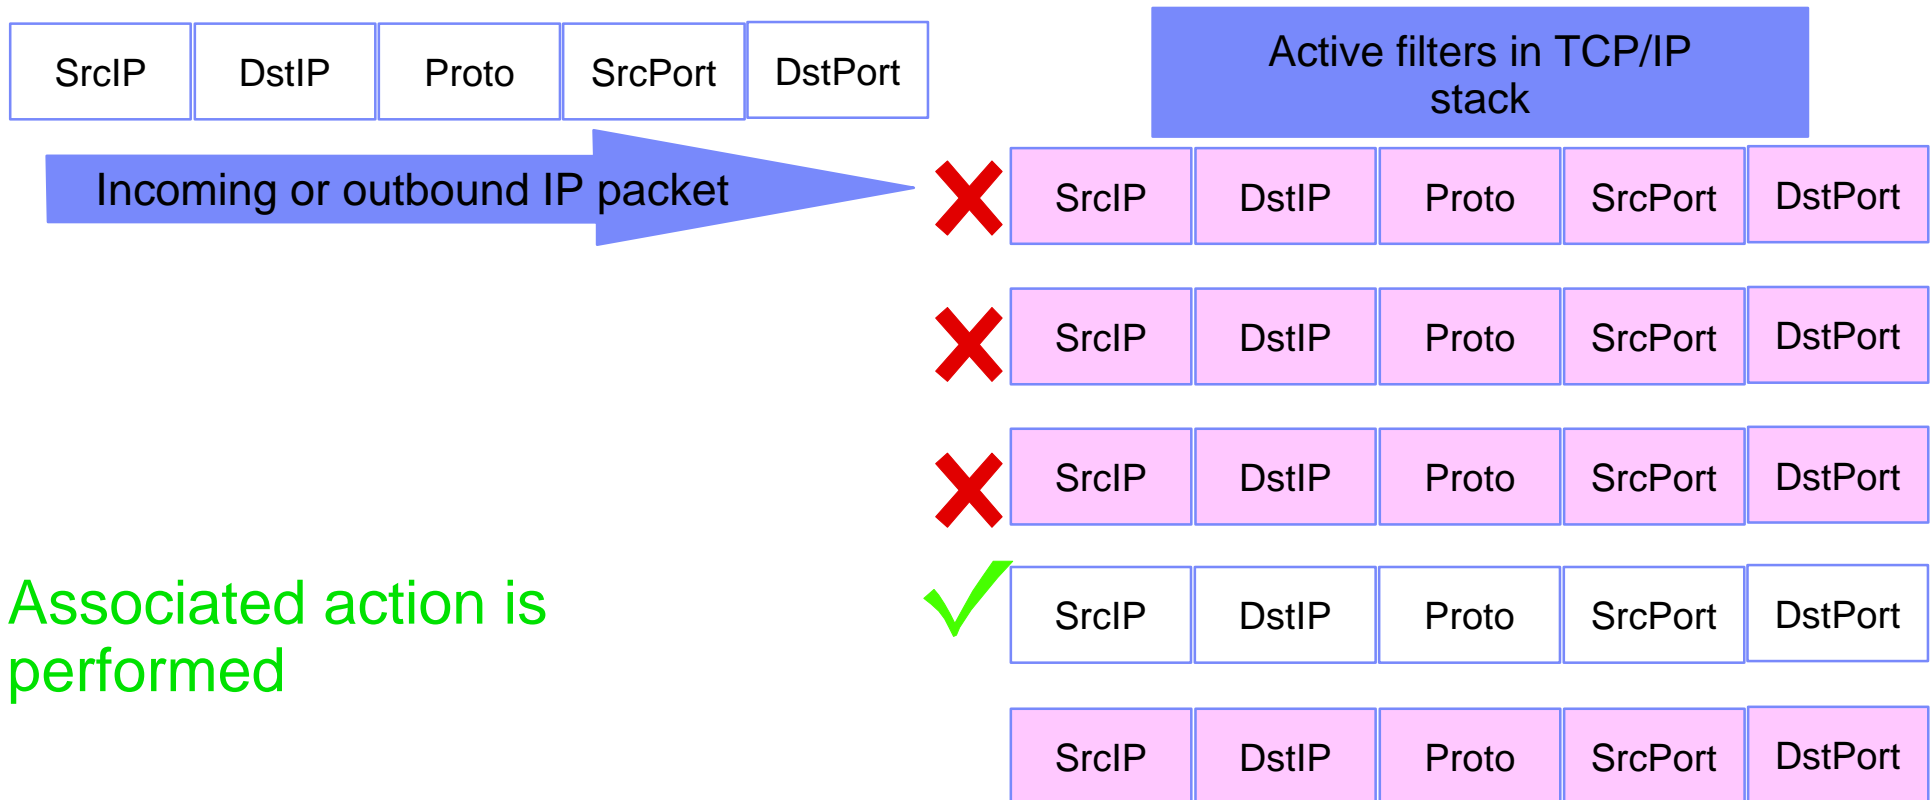 SrcIP DstIP Proto SrcPort DstPort
Active filters in TCP/IP
stack
Incoming or outbound IP packet
SrcIP DstIP Proto SrcPort DstPort
SrcIP DstIP Proto SrcPort DstPort
SrcIP DstIP Proto SrcPort DstPort
Associated action is
performed
SrcIP DstIP Proto SrcPort DstPort
SrcIP DstIP Proto SrcPort DstPort